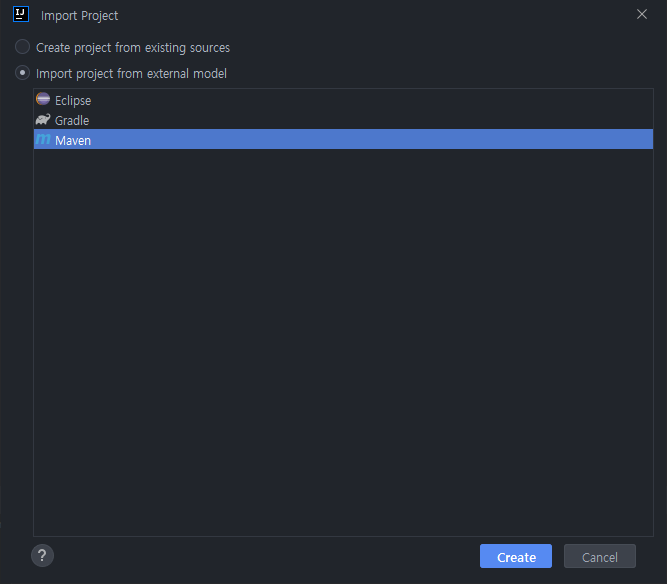 IJ
Import Project
Create project from existing sources
Import project from external model
Eclipse
Gradle
m Maven
?
Create
Cancel